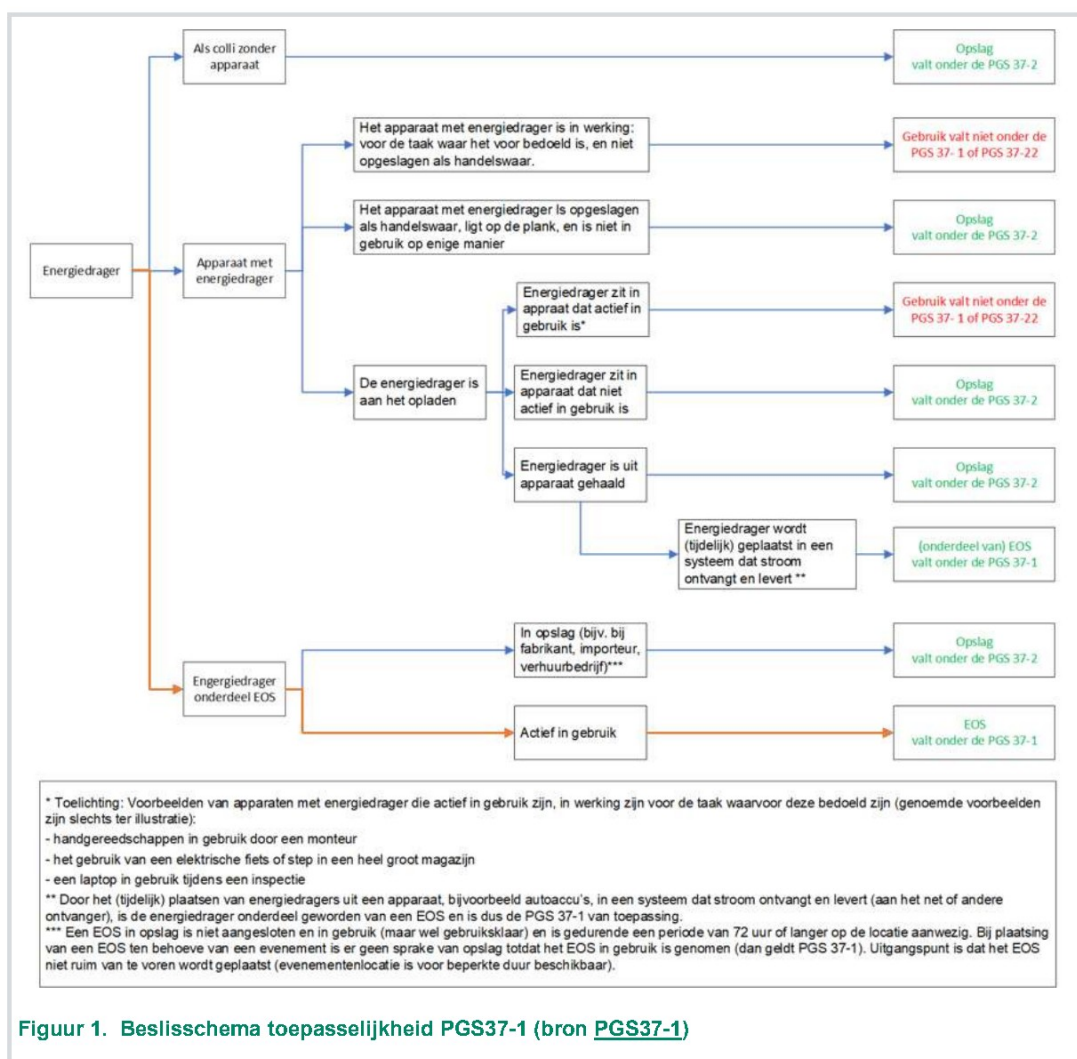 Als colli zonder
apparaat
Opslag
valt onder de PGS 37-2
Het apparaat met energiedrager is in werking:
voor de taak waar het voor bedoeld is, en niet
opgeslagen als handelswaar.
Gebruik valt niet onder de
PGS 37- 1 of PGS 37-22
Het apparaat met energiedrager Is opgeslagen
als handelswaar, ligt op de plank, en is niet in
gebruik op enige manier
Opslag
valt onder de PGS 37-2
Energiedrager
Apparaat met
energiedrager
Energiedrager zit in
appraat dat actief in
gebruik is*
Gebruik valt niet onder de
PGS 37- 1 of PGS 37-22
De energiedrager is
aan het opladen
Energiedrager zit in
apparaat dat niet
actief in gebruik is
Opslag
valt onder de PGS 37-2
Energiedrager is uit
apparaat gehaald
Opslag
valt onder de PGS 37-2
Energiedrager wordt
(tijdelijk) geplaatst in een
systeem dat stroom
ontvangt en levert **
(onderdeel van) EOS
valt onder de PGS 37-1
Engergiedrager
onderdeel EOS
In opslag (bijv. bij
fabrikant, importeur,
verhuurbedrijf)***
Opslag
valt onder de PGS 37-2
Actief in gebruik
EOS
valt onder de PGS 37-1
* Toelichting: Voorbeelden van apparaten met energiedrager die actief in gebruik zijn, in werking zijn voor de taak waarvoor deze bedoeld zijn (genoemde voorbeelden
zijn slechts ter illustratie):
- handgereedschappen in gebruik door een monteur
- het gebruik van een elektrische fiets of step in een heel groot magazijn
- een laptop in gebruik tijdens een inspectie
** Door het (tijdelijk) plaatsen van energiedragers uit een apparaat, bijvoorbeeld autoaccu's, in een systeem dat stroom ontvangt en levert (aan het net of andere
ontvanger), is de energiedrager onderdeel geworden van een EOS en is dus de PGS 37-1 van toepassing.
*** Een EOS in opslag is niet aangesloten en in gebruik (maar wel gebruiksklaar) en is gedurende een periode van 72 uur of langer op de locatie aanwezig. Bij plaatsing
van een EOS ten behoeve van een evenement is er geen sprake van opslag totdat het EOS in gebruik is genomen (dan geldt PGS 37-1). Uitgangspunt is dat het EOS
niet ruim van te voren wordt geplaatst (evenementenlocatie is voor beperkte duur beschikbaar).
Figuur 1. Beslisschema toepasselijkheid PGS37-1 (bron PGS37-1)